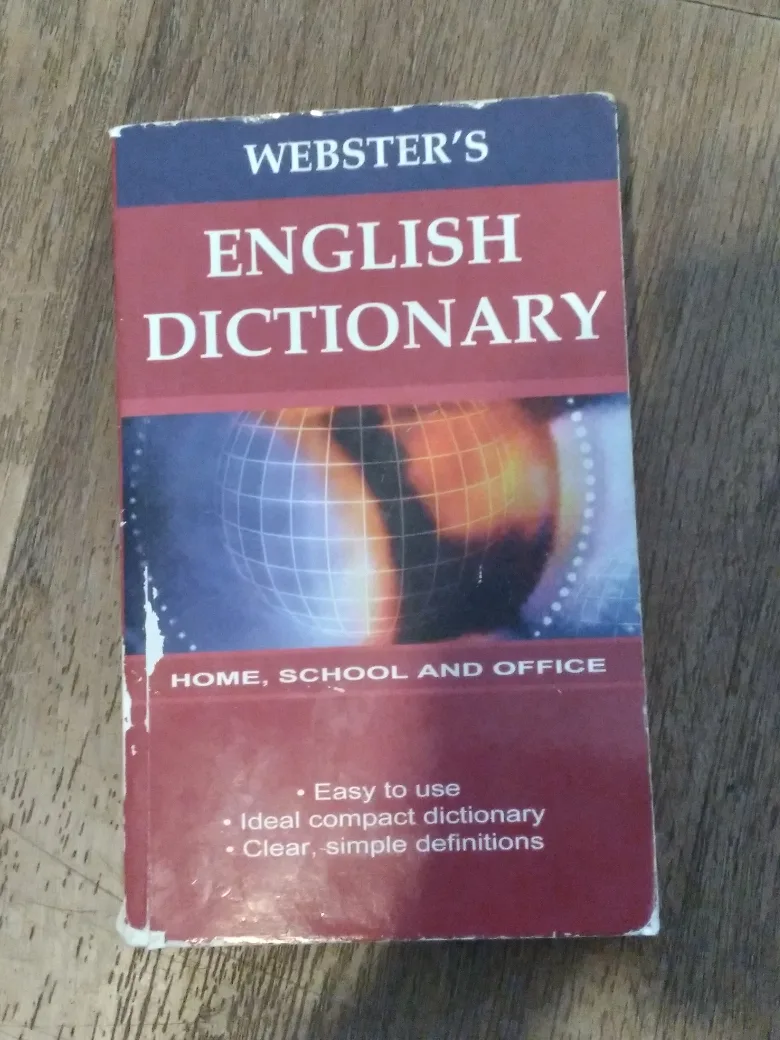 WEBSTER'S
ENGLISH
DICTIONARY
HOME, SCHOOL AND OFFICE
• Easy to use
• Ideal compact dictionary
• Clear, simple definitions